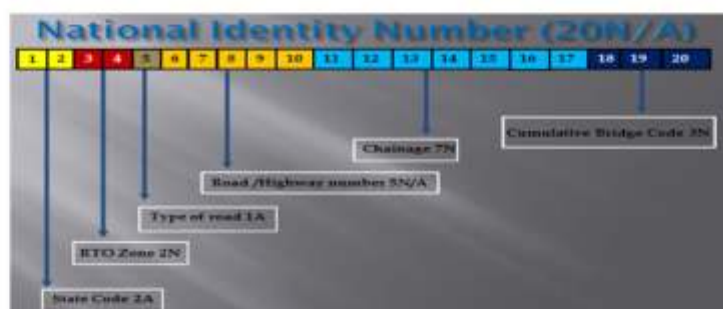 National Identity Number (20N/A)
1 2 3 4 5 6 7 8 9 10 11 12 13 14 15 16 17 18 19 20
Cumulative Bridge Code 3N
Chainage 7N
Road /Highway number 5N/A
Type of road 1A
RTO Zone 2N
State Code 2A